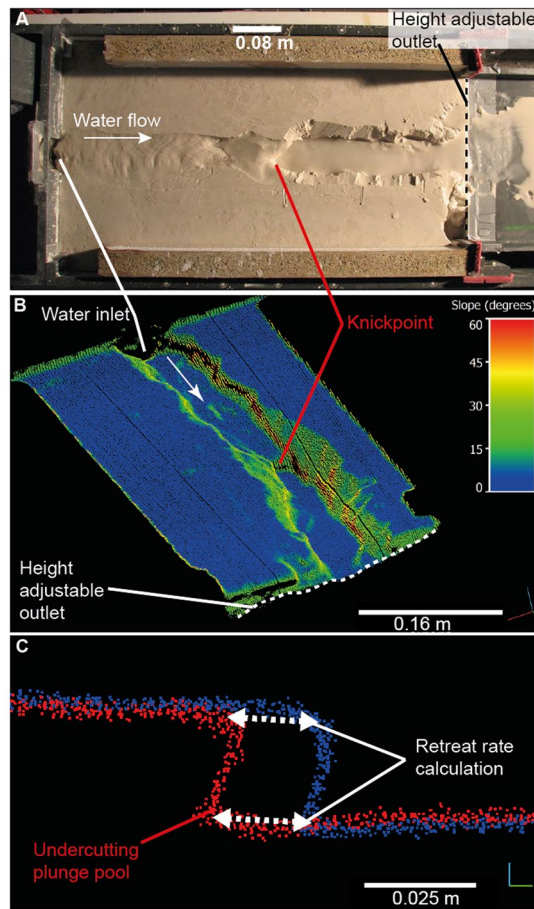 A
0.08 m
Height adjustable
outlet
Water flow
B
Water inlet
Knickpoint
Slope (degrees)
60
45
30
15
0
Height
adjustable
outlet
0.16 m
C
Retreat rate
calculation
Undercutting
plunge pool
0.025 m